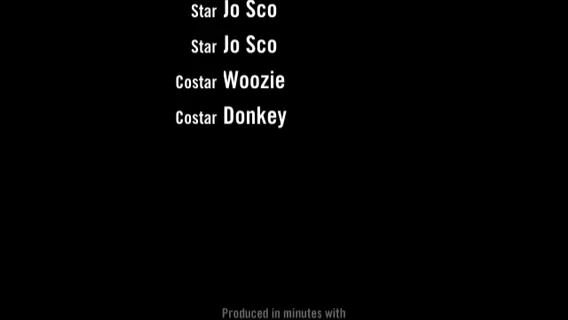 Star Jo Sco
Star Jo Sco
Costar Woozie
Costar Donkey
Produced in minutes with